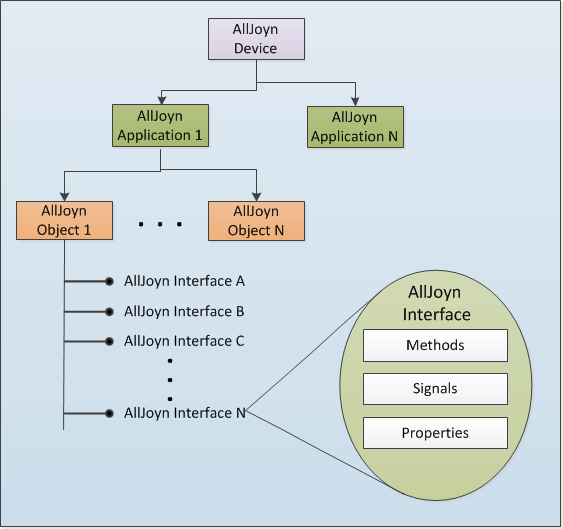 AllJoyn
Device
AllJoyn
Application 1
AllJoyn
Application N
AllJoyn
Object 1
. . .
AllJoyn
Object N
AllJoyn Interface A
AllJoyn Interface B
AllJoyn Interface C
AllJoyn Interface N
AllJoyn
Interface
Methods
Signals
Properties